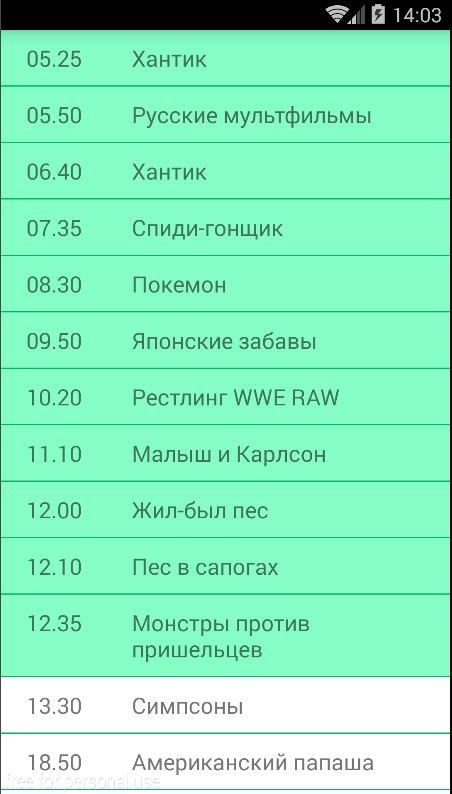 14:03
05.25 Хантик
05.50 Русские мультфильмы
06.40 Хантик
07.35 Спиди-гонщик
08.30 Покемон
09.50 Японские забавы
10.20 Рестлинг WWE RAW
11.10 Малыш и Карлсон
12.00 Жил-был пес
12.10 Пес в сапогах
12.35 Монстры против
пришельцев
13.30 Симпсоны
18.50 Американский папаша
free for personal use